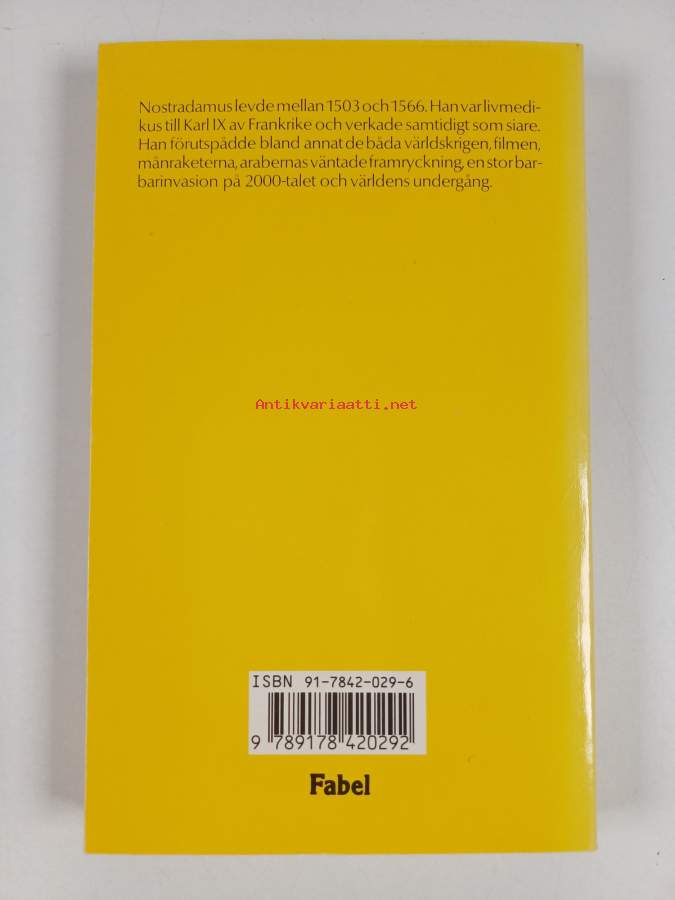 Nostradamus levde mellan 1503 och 1566. Han var livmedi-
kus till Karl IX av Frankrike och verkade samtidigt som siare.
Han förutspådde bland annat de båda världskrigen, filmen,
månraketerna, arabernas väntade framryckning, en stor bar-
barinvasion på 2000-talet och världens undergång.
Antikvariaatti.net
ISBN 91-7842-029-6
9 789178 420292
Fabel